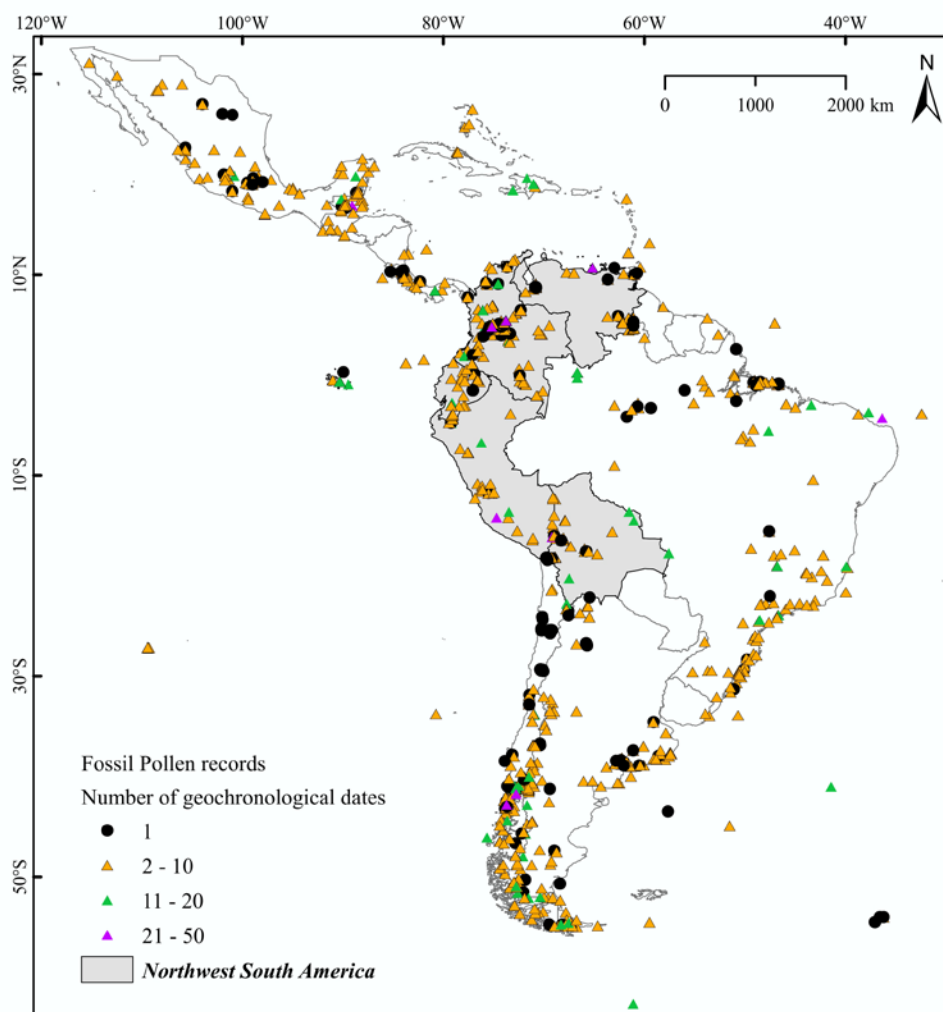 120°W 100°W 80°W 60°W 40°W
N
30°N
0 1000 2000 km
10°N
10°S
30°S
50°S
Fossil Pollen records
Number of geochronological dates
1
2 - 10
11 - 20
21 - 50
Northwest South America